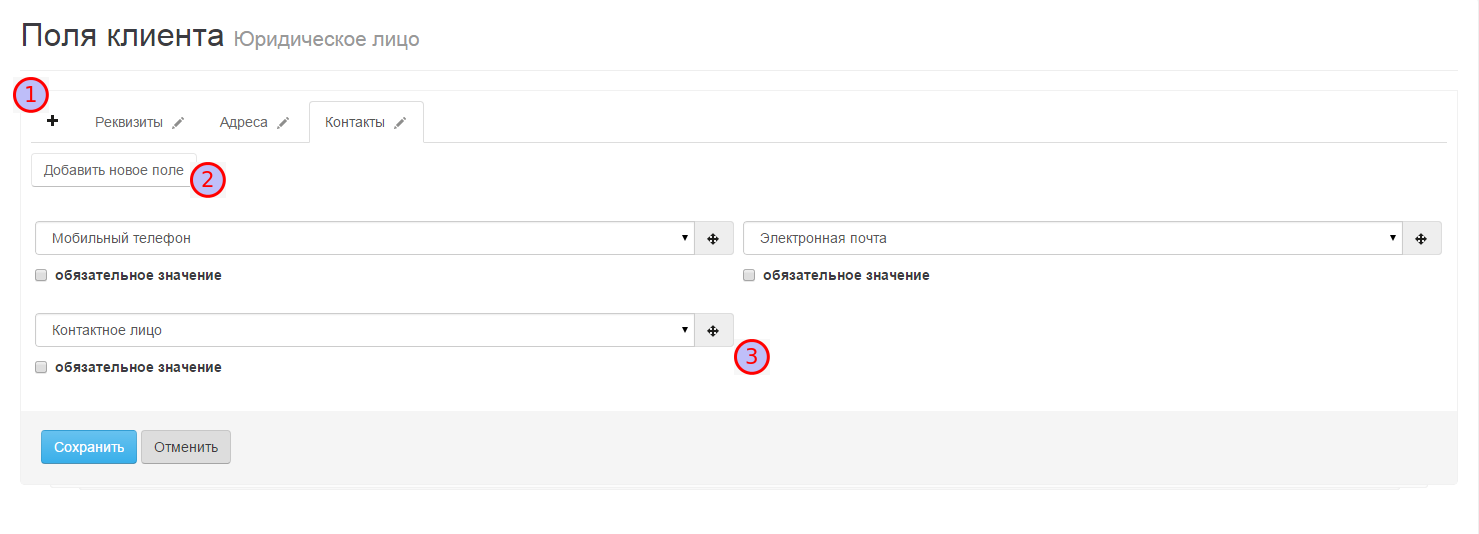 Поля клиента Юридическое лицо
1
Реквизиты Адреса Контакты
Добавить новое поле
2
Мобильный телефон Электронная почта
обязательное значение обязательное значение
Контактное лицо
3
обязательное значение
Сохранить Отменить